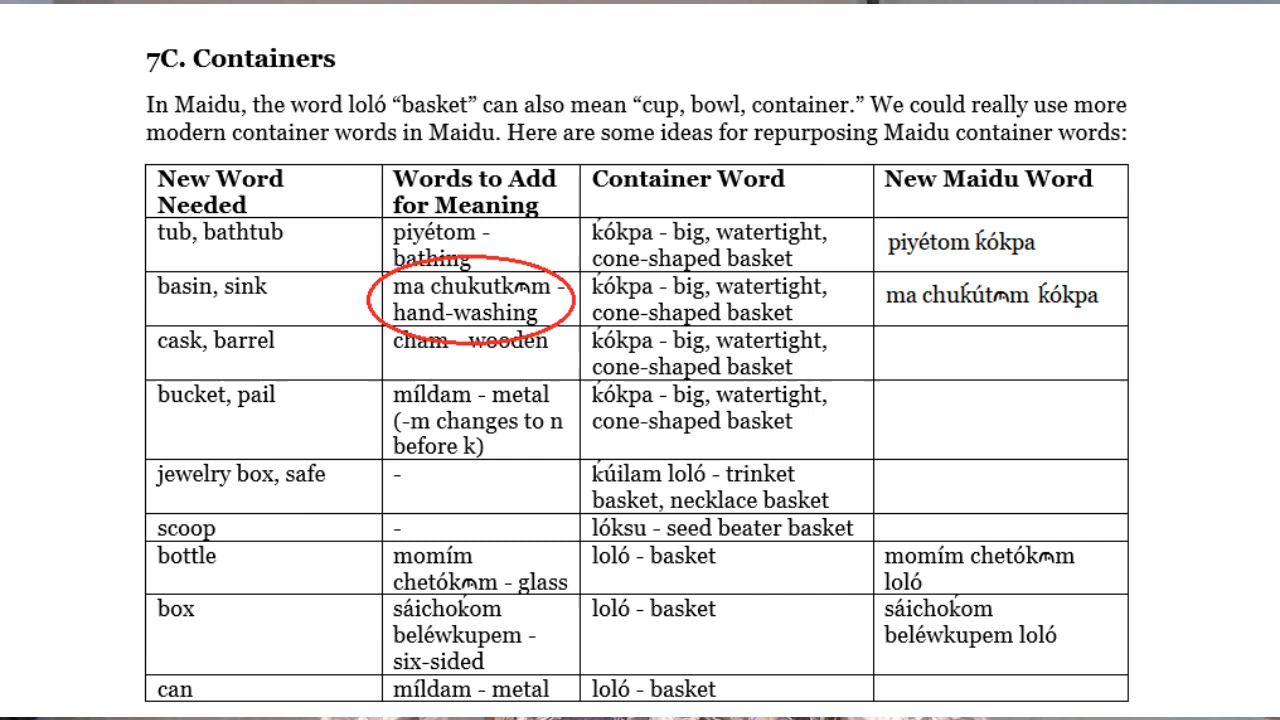 7C. Containers
In Maidu, the word loló “basket” can also mean “cup, bowl, container.” We could really use more
modern container words in Maidu. Here are some ideas for repurposing Maidu container words:
New Word Needed | Words to Add for Meaning | Container Word | New Maidu Word
tub, bathtub | piyétom - bathing | ḱókpa - big, watertight, cone-shaped basket | piyétom ḱókpa
basin, sink | ma chukutkꭃm - hand-washing | ḱókpa - big, watertight, cone-shaped basket | ma chuḱútꭃm ḱókpa
cask, barrel | cham - wooden | ḱókpa - big, watertight, cone-shaped basket
bucket, pail | míldam - metal (-m changes to n before k) | ḱókpa - big, watertight, cone-shaped basket
jewelry box, safe | - | ḱúilam loló - trinket basket, necklace basket
scoop | - | lóksu - seed beater basket
bottle | momím chetókꭃm - glass | loló - basket | momím chetókꭃm loló
box | sáichoḱom beléwkupem - six-sided | loló - basket | sáichoḱom beléwkupem loló
can | míldam - metal | loló - basket